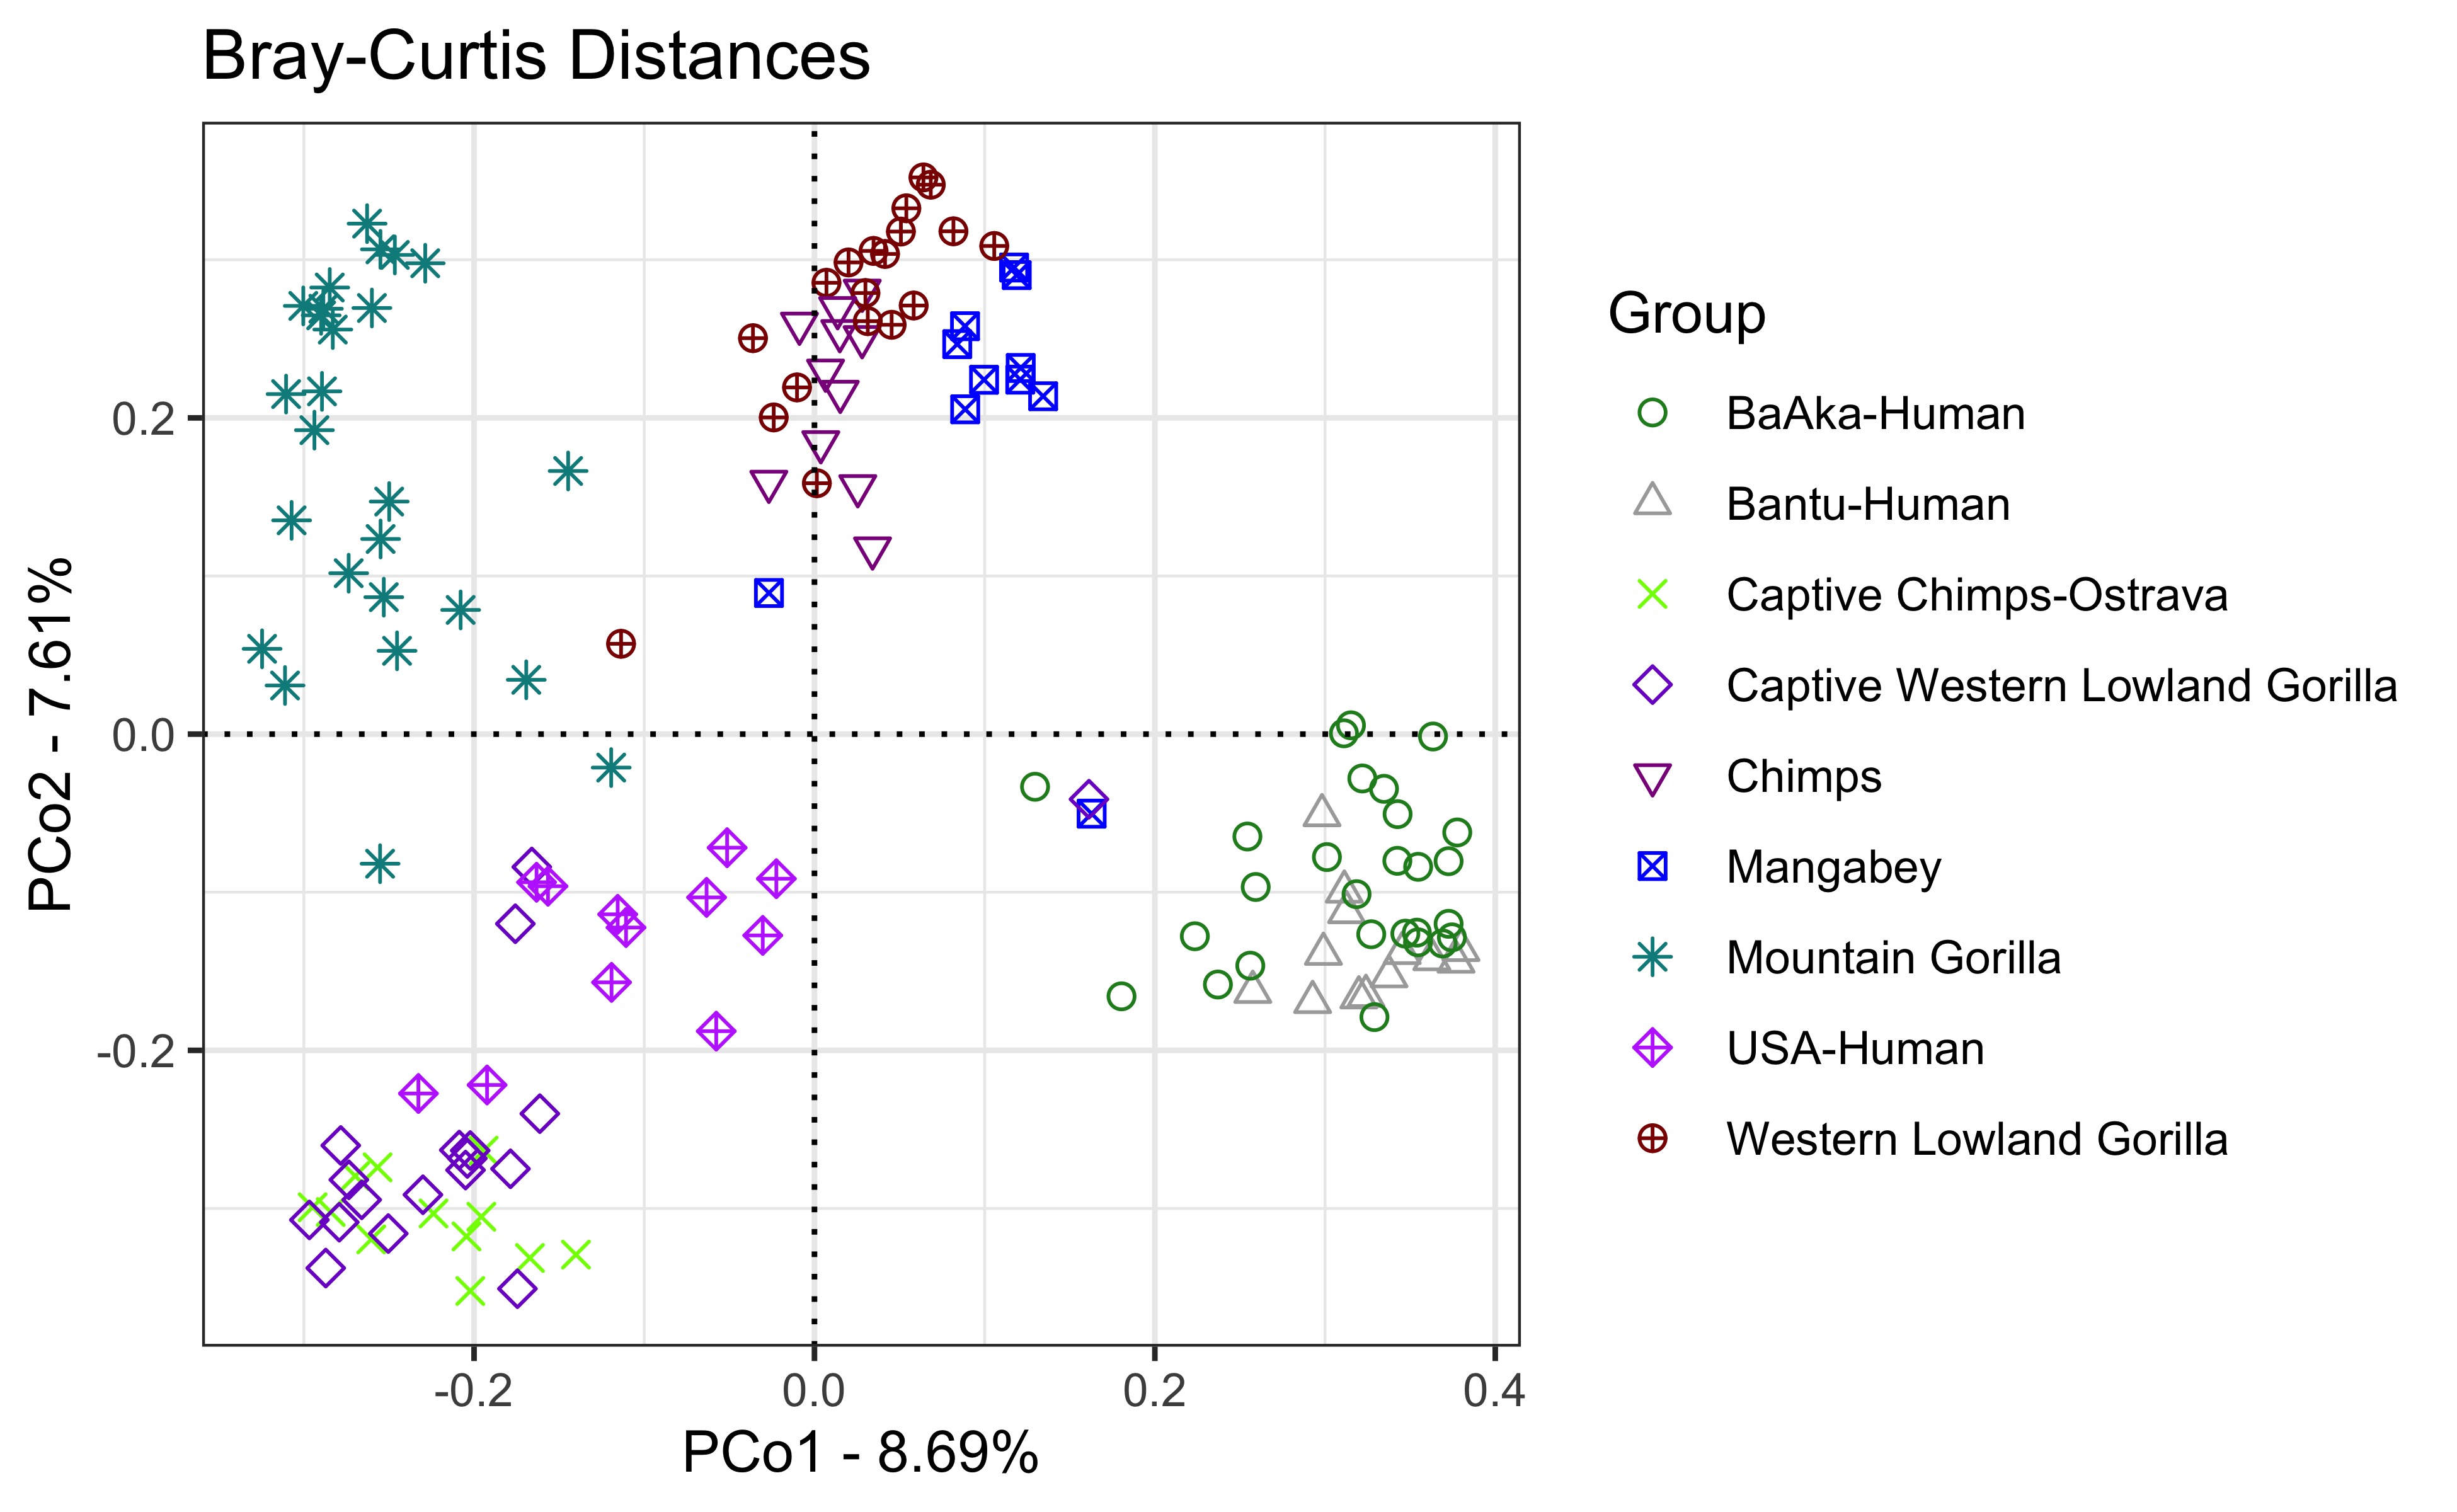 Bray-Curtis Distances
PCo2 - 7.61%
0.2
0.0
-0.2
-0.2
0.0
0.2
0.4
PCo1 - 8.69%
Group
BaAka-Human
Bantu-Human
Captive Chimps-Ostrava
Captive Western Lowland Gorilla
Chimps
Mangabey
Mountain Gorilla
USA-Human
Western Lowland Gorilla